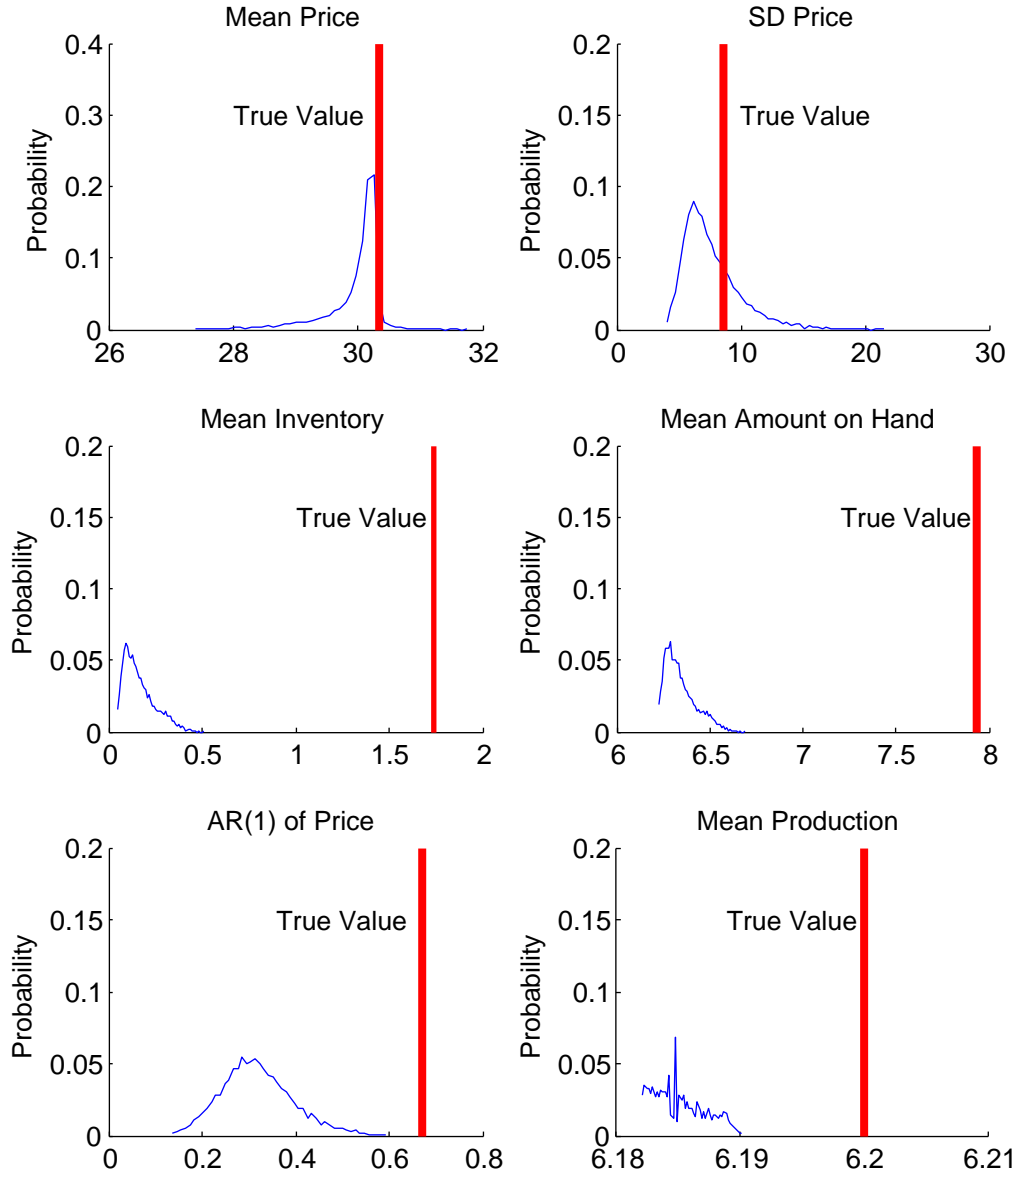 Mean Price
0.4
0.3
0.2
0.1
0
Probability
True Value
26 28 30 32
SD Price
0.2
0.15
0.1
0.05
0
Probability
True Value
0 10 20 30
Mean Inventory
0.2
0.15
0.1
0.05
0
Probability
True Value
0 0.5 1 1.5 2
Mean Amount on Hand
0.2
0.15
0.1
0.05
0
Probability
True Value
6 6.5 7 7.5 8
AR(1) of Price
0.2
0.15
0.1
0.05
0
Probability
True Value
0 0.2 0.4 0.6 0.8
Mean Production
0.2
0.15
0.1
0.05
0
Probability
True Value
6.18 6.19 6.2 6.21